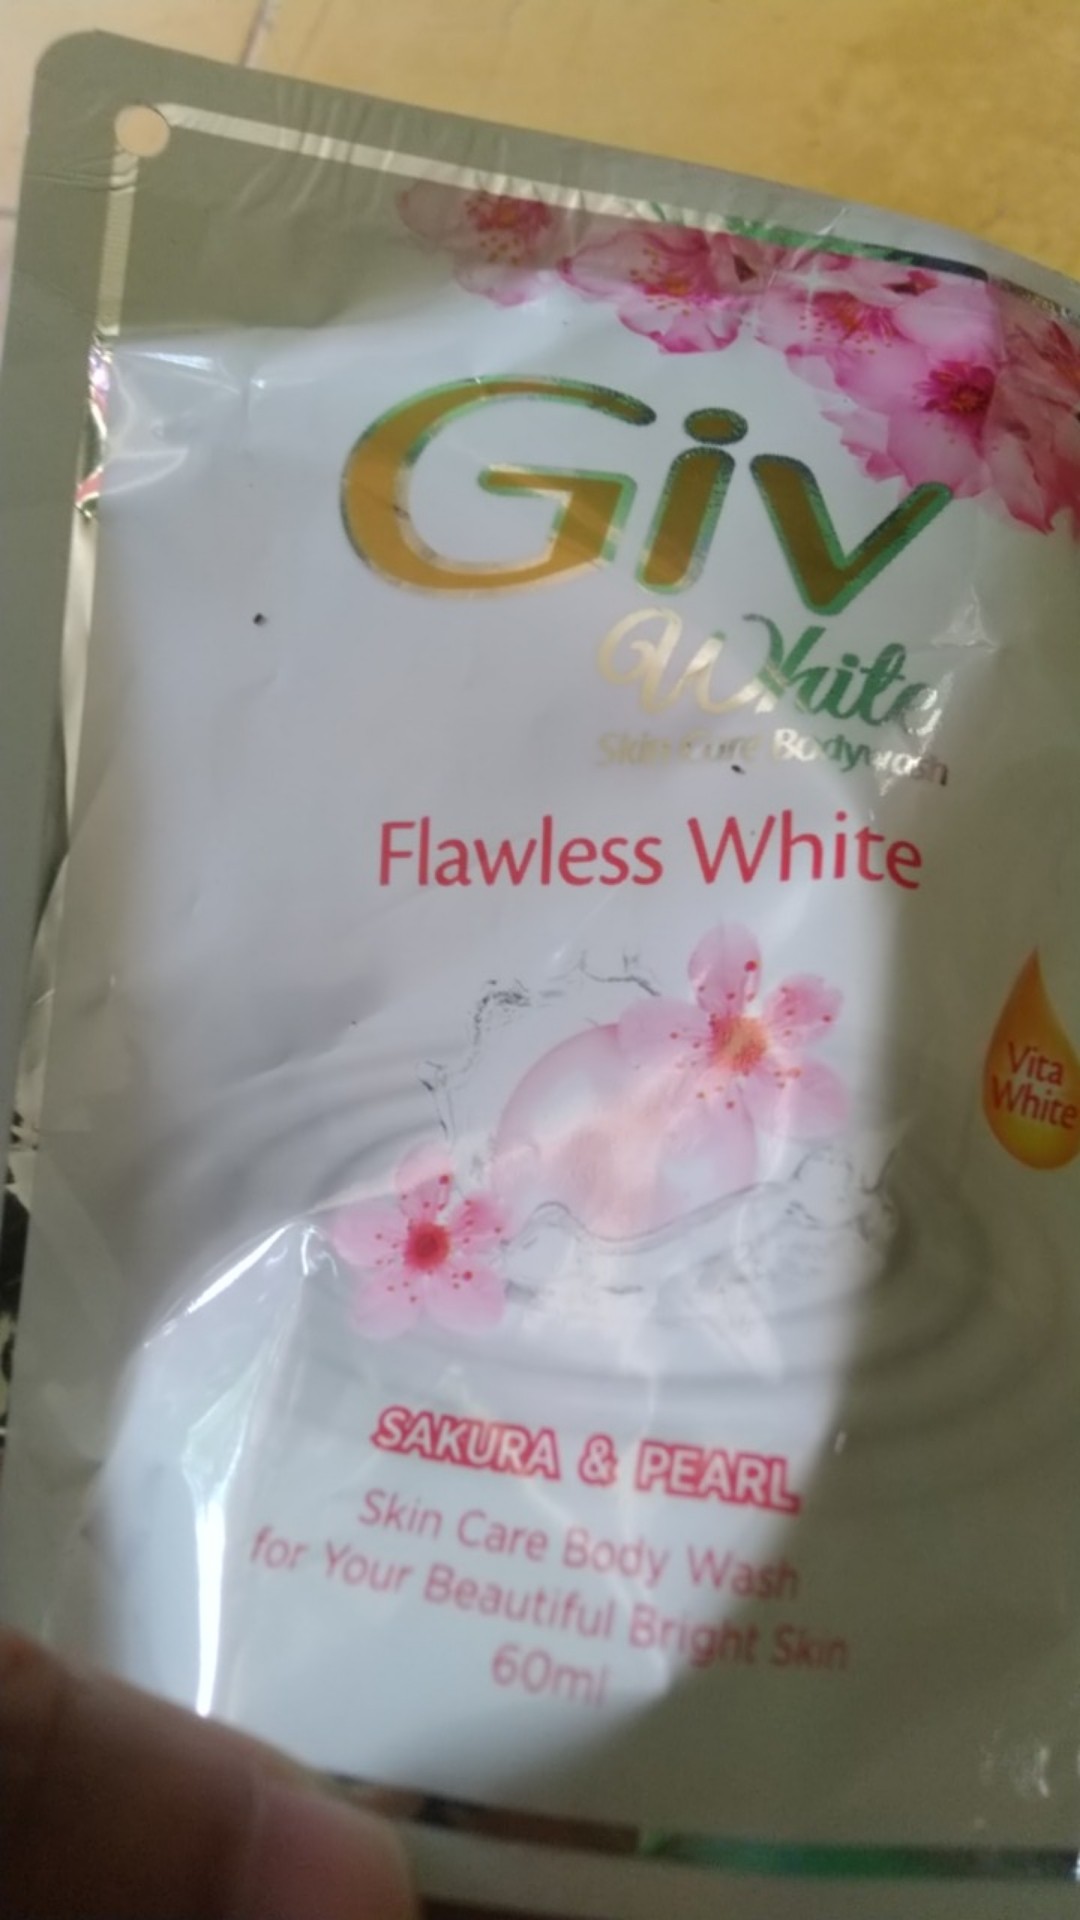 Giv
White
Skin Care Bodywash
Flawless White
Vita
White
SAKURA & PEARL
Skin Care Body Wash
for Your Beautiful Bright Skin
60ml